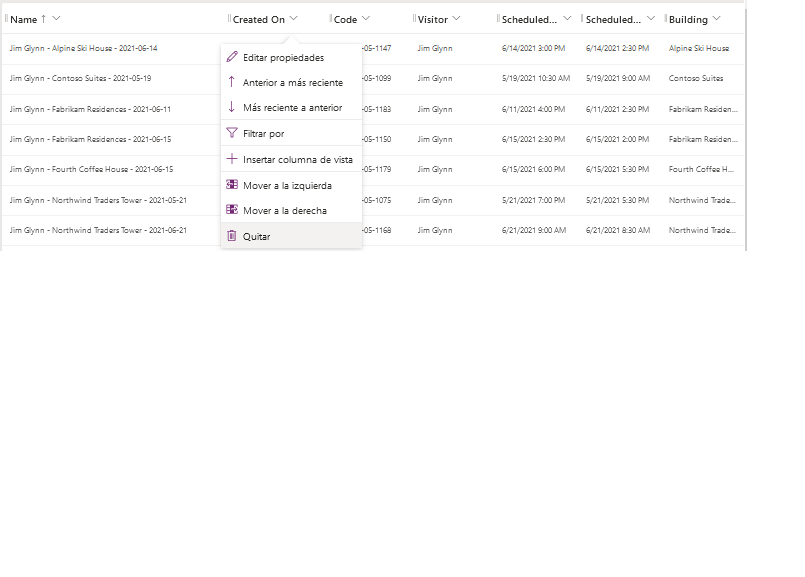 Name Created On Code Visitor Scheduled... Scheduled... Building
Jim Glynn - Alpine Ski House - 2021-06-14 -05-1147 Jim Glynn 6/14/2021 3:00 PM 6/14/2021 2:30 PM Alpine Ski House
Editar propiedades
Jim Glynn - Contoso Suites - 2021-05-19 -05-1099 Jim Glynn 5/19/2021 10:30 AM 5/19/2021 9:00 AM Contoso Suites
Anterior a más reciente
Más reciente a anterior
Jim Glynn - Fabrikam Residences - 2021-06-11 -05-1183 Jim Glynn 6/11/2021 4:00 PM 6/11/2021 2:30 PM Fabrikam Residen...
Filtrar por
Jim Glynn - Fabrikam Residences - 2021-06-15 -05-1150 Jim Glynn 6/15/2021 2:30 PM 6/15/2021 2:00 PM Fabrikam Residen...
Insertar columna de vista
Jim Glynn - Fourth Coffee House - 2021-06-15 -05-1179 Jim Glynn 6/15/2021 6:00 PM 6/15/2021 5:30 PM Fourth Coffee H...
Mover a la izquierda
Jim Glynn - Northwind Traders Tower - 2021-05-21 -05-1075 Jim Glynn 5/21/2021 7:00 PM 5/21/2021 5:30 PM Northwind Trade...
Mover a la derecha
Jim Glynn - Northwind Traders Tower - 2021-06-21 -05-1168 Jim Glynn 6/21/2021 9:00 AM 6/21/2021 8:30 AM Northwind Trade...
Quitar